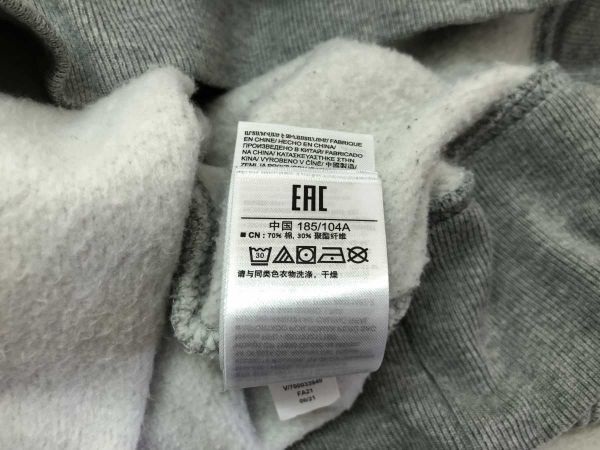 FABRIQUE
EN CHINE/ HECHO EN CHINA/
ПРОИЗВЕДЕНО В КИТАЙ/ FABRICADO
NA CHINA/ ΚΑΤΑΣΚΕΥΑΣΤΗΚΕ ΣΤΗΝ
KINA/ VYROBENO V ČÍNĚ/ 中國製造/
EAC
中国 185/104A
■ CN: 70% 棉, 30% 聚酯纤维
30
请与同类色衣物洗涤、干燥
FA21